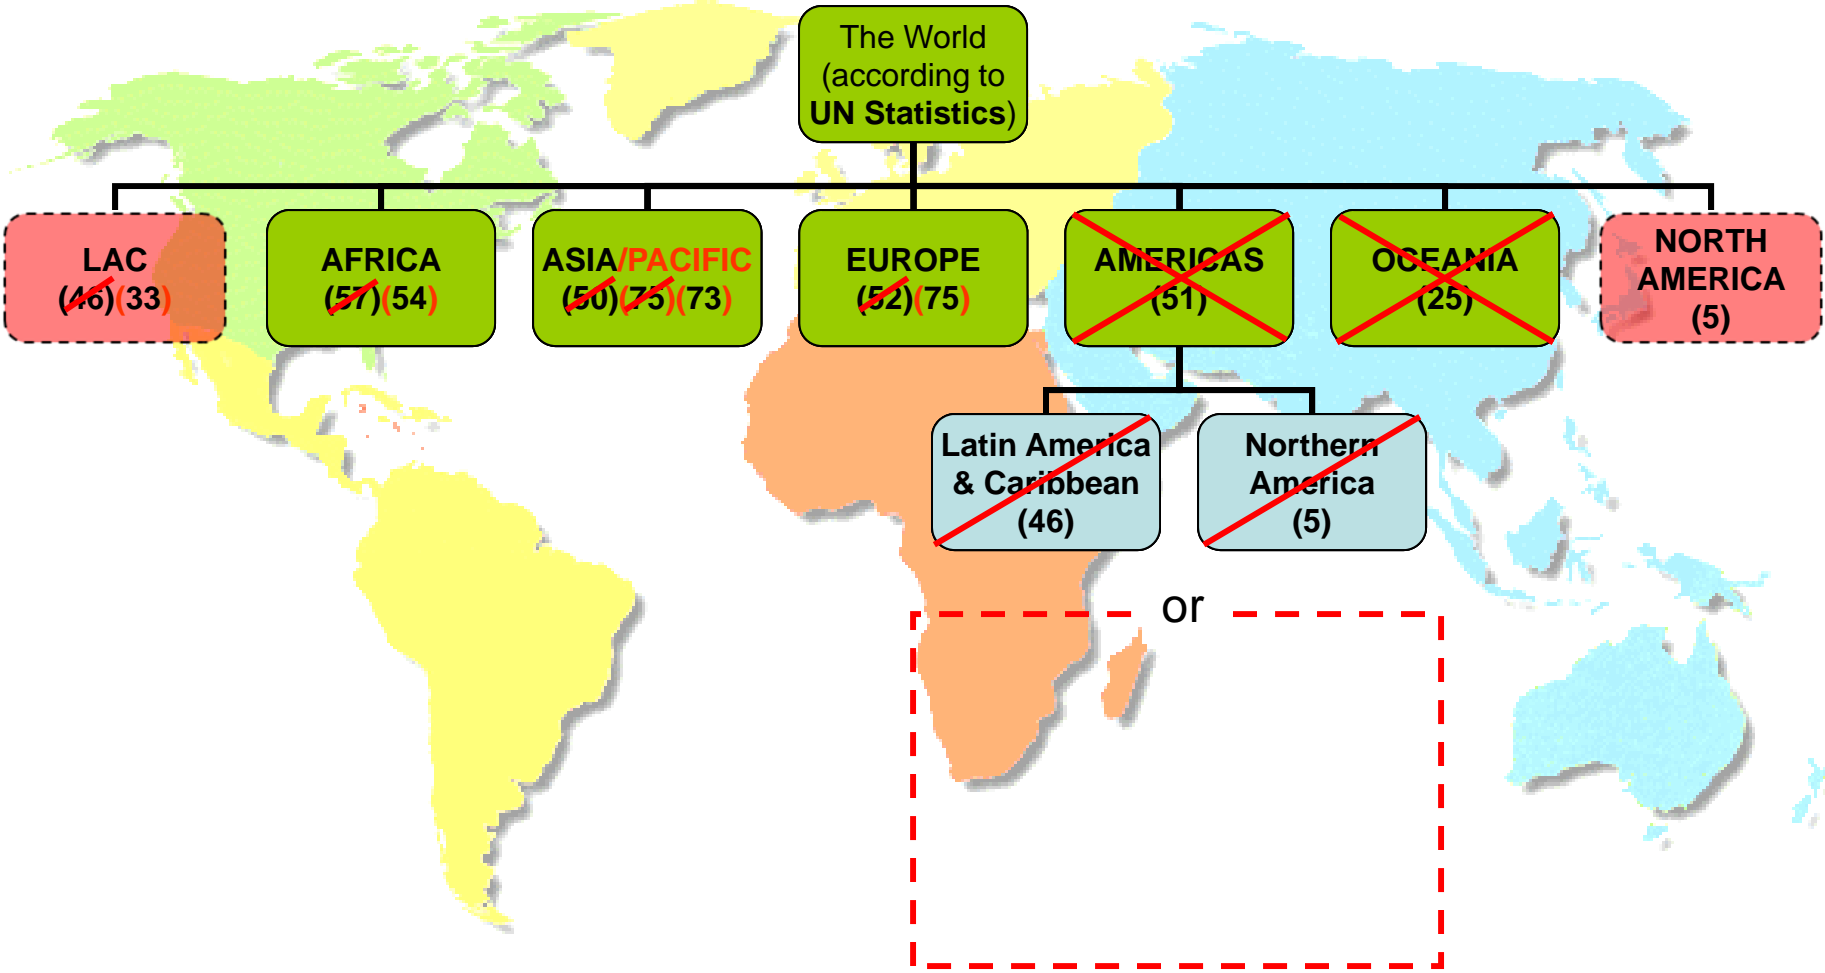 The World
(according to
UN Statistics)
LAC
(46)(33)
AFRICA
(57)(54)
ASIA/PACIFIC
(50)(75)(73)
EUROPE
(52)(75)
AMERICAS
(51)
OCEANIA
(25)
NORTH
AMERICA
(5)
Latin America
& Caribbean
(46)
Northern
America
(5)
or